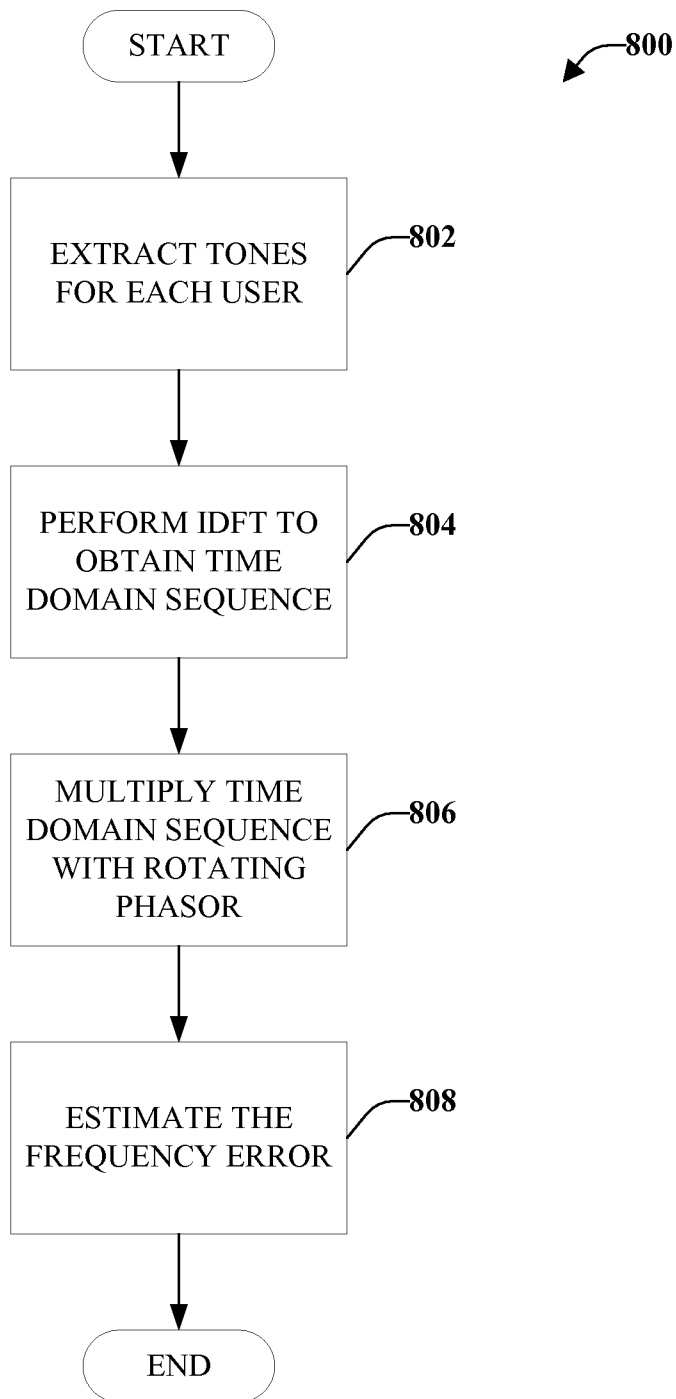 START
800
EXTRACT TONES
FOR EACH USER
802
PERFORM IDFT TO
OBTAIN TIME
DOMAIN SEQUENCE
804
MULTIPLY TIME
DOMAIN SEQUENCE
WITH ROTATING
PHASOR
806
ESTIMATE THE
FREQUENCY ERROR
808
END